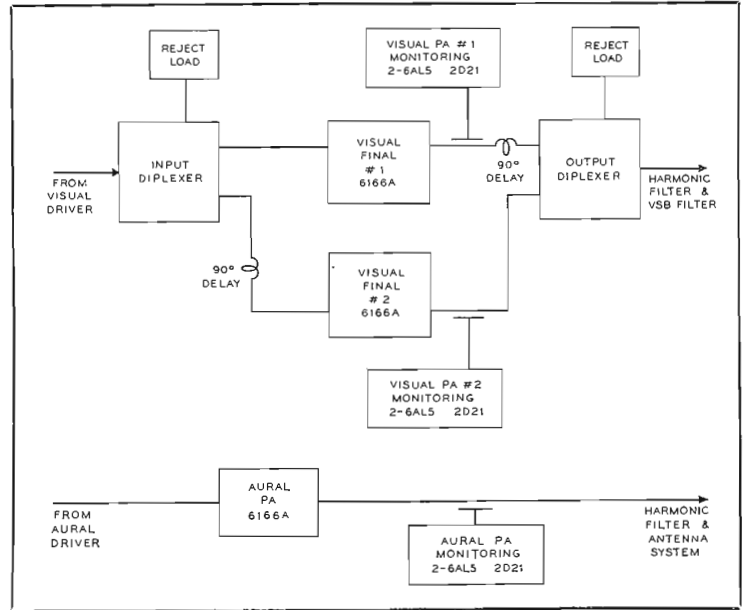 REJECT
LOAD
VISUAL PA #1
MONITORING
2-6AL5 2D21
REJECT
LOAD
INPUT
DIPLEXER
VISUAL
FINAL
#1
6166A
90°
DELAY
OUTPUT
DIPLEXER
FROM
VISUAL
DRIVER
HARMONIC
FILTER &
VSB FILTER
90°
DELAY
VISUAL
FINAL
#2
6166A
VISUAL PA #2
MONITORING
2-6AL5 2D21
AURAL
PA
6166A
FROM
AURAL
DRIVER
AURAL PA
MONITORING
2-6AL5 2D21
HARMONIC
FILTER &
ANTENNA
SYSTEM